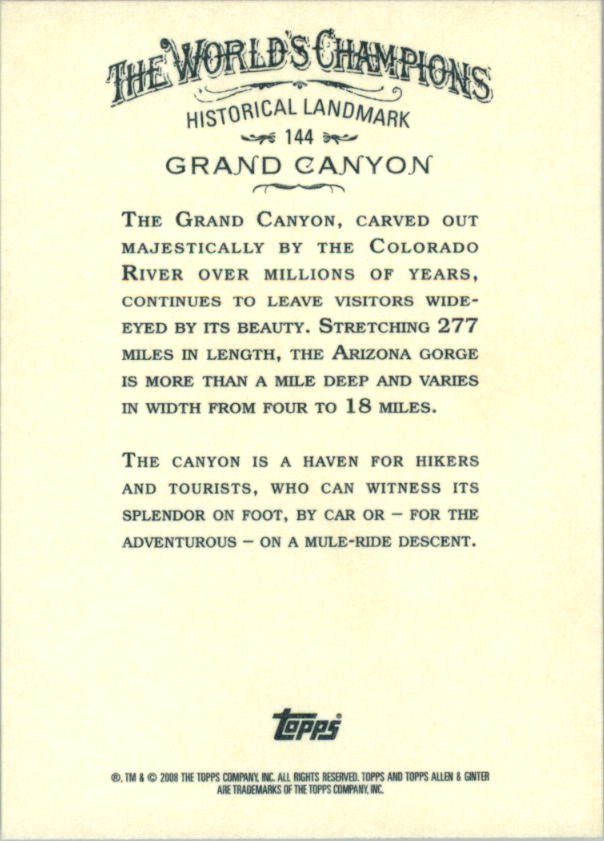 THE WORLD'S CHAMPIONS
HISTORICAL LANDMARK
144
GRAND CANYON
THE GRAND CANYON, CARVED OUT
MAJESTICALLY BY THE COLORADO
RIVER OVER MILLIONS OF YEARS,
CONTINUES TO LEAVE VISITORS WIDE-
EYED BY ITS BEAUTY. STRETCHING 277
MILES IN LENGTH, THE ARIZONA GORGE
IS MORE THAN A MILE DEEP AND VARIES
IN WIDTH FROM FOUR TO 18 MILES.
THE CANYON IS A HAVEN FOR HIKERS
AND TOURISTS, WHO CAN WITNESS ITS
SPLENDOR ON FOOT, BY CAR OR – FOR THE
ADVENTUROUS – ON A MULE-RIDE DESCENT.
topps®
®, TM & © 2008 THE TOPPS COMPANY, INC. ALL RIGHTS RESERVED. TOPPS AND TOPPS ALLEN & GINTER
ARE TRADEMARKS OF THE TOPPS COMPANY, INC.